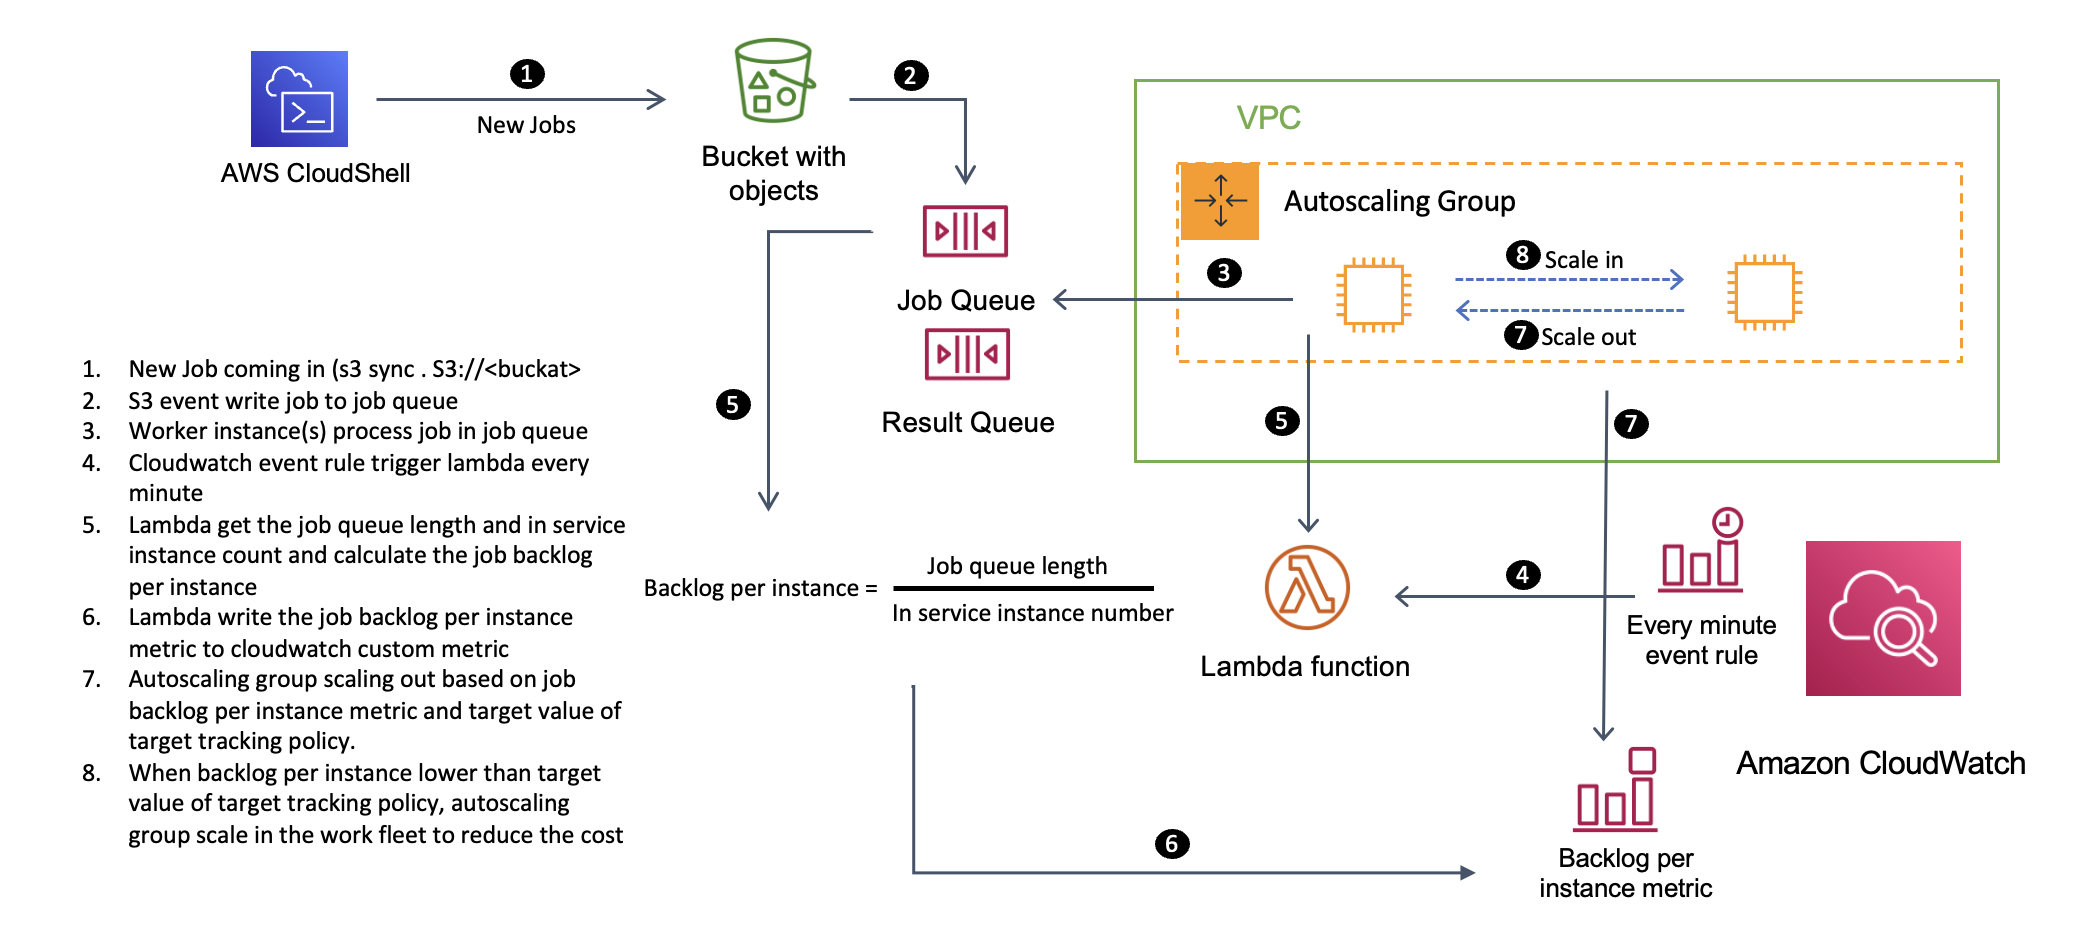 1
New Jobs
AWS CloudShell
Bucket with
objects
2
Job Queue
Result Queue
VPC
Autoscaling Group
3
8 Scale in
7 Scale out
5
5
7
1. New Job coming in (s3 sync . S3://<buckat>
2. S3 event write job to job queue
3. Worker instance(s) process job in job queue
4. Cloudwatch event rule trigger lambda every
minute
5. Lambda get the job queue length and in service
instance count and calculate the job backlog
per instance
6. Lambda write the job backlog per instance
metric to cloudwatch custom metric
7. Autoscaling group scaling out based on job
backlog per instance metric and target value of
target tracking policy.
8. When backlog per instance lower than target
value of target tracking policy, autoscaling
group scale in the work fleet to reduce the cost
Backlog per instance =
Job queue length
In service instance number
Lambda function
4
Every minute
event rule
Amazon CloudWatch
6
Backlog per
instance metric